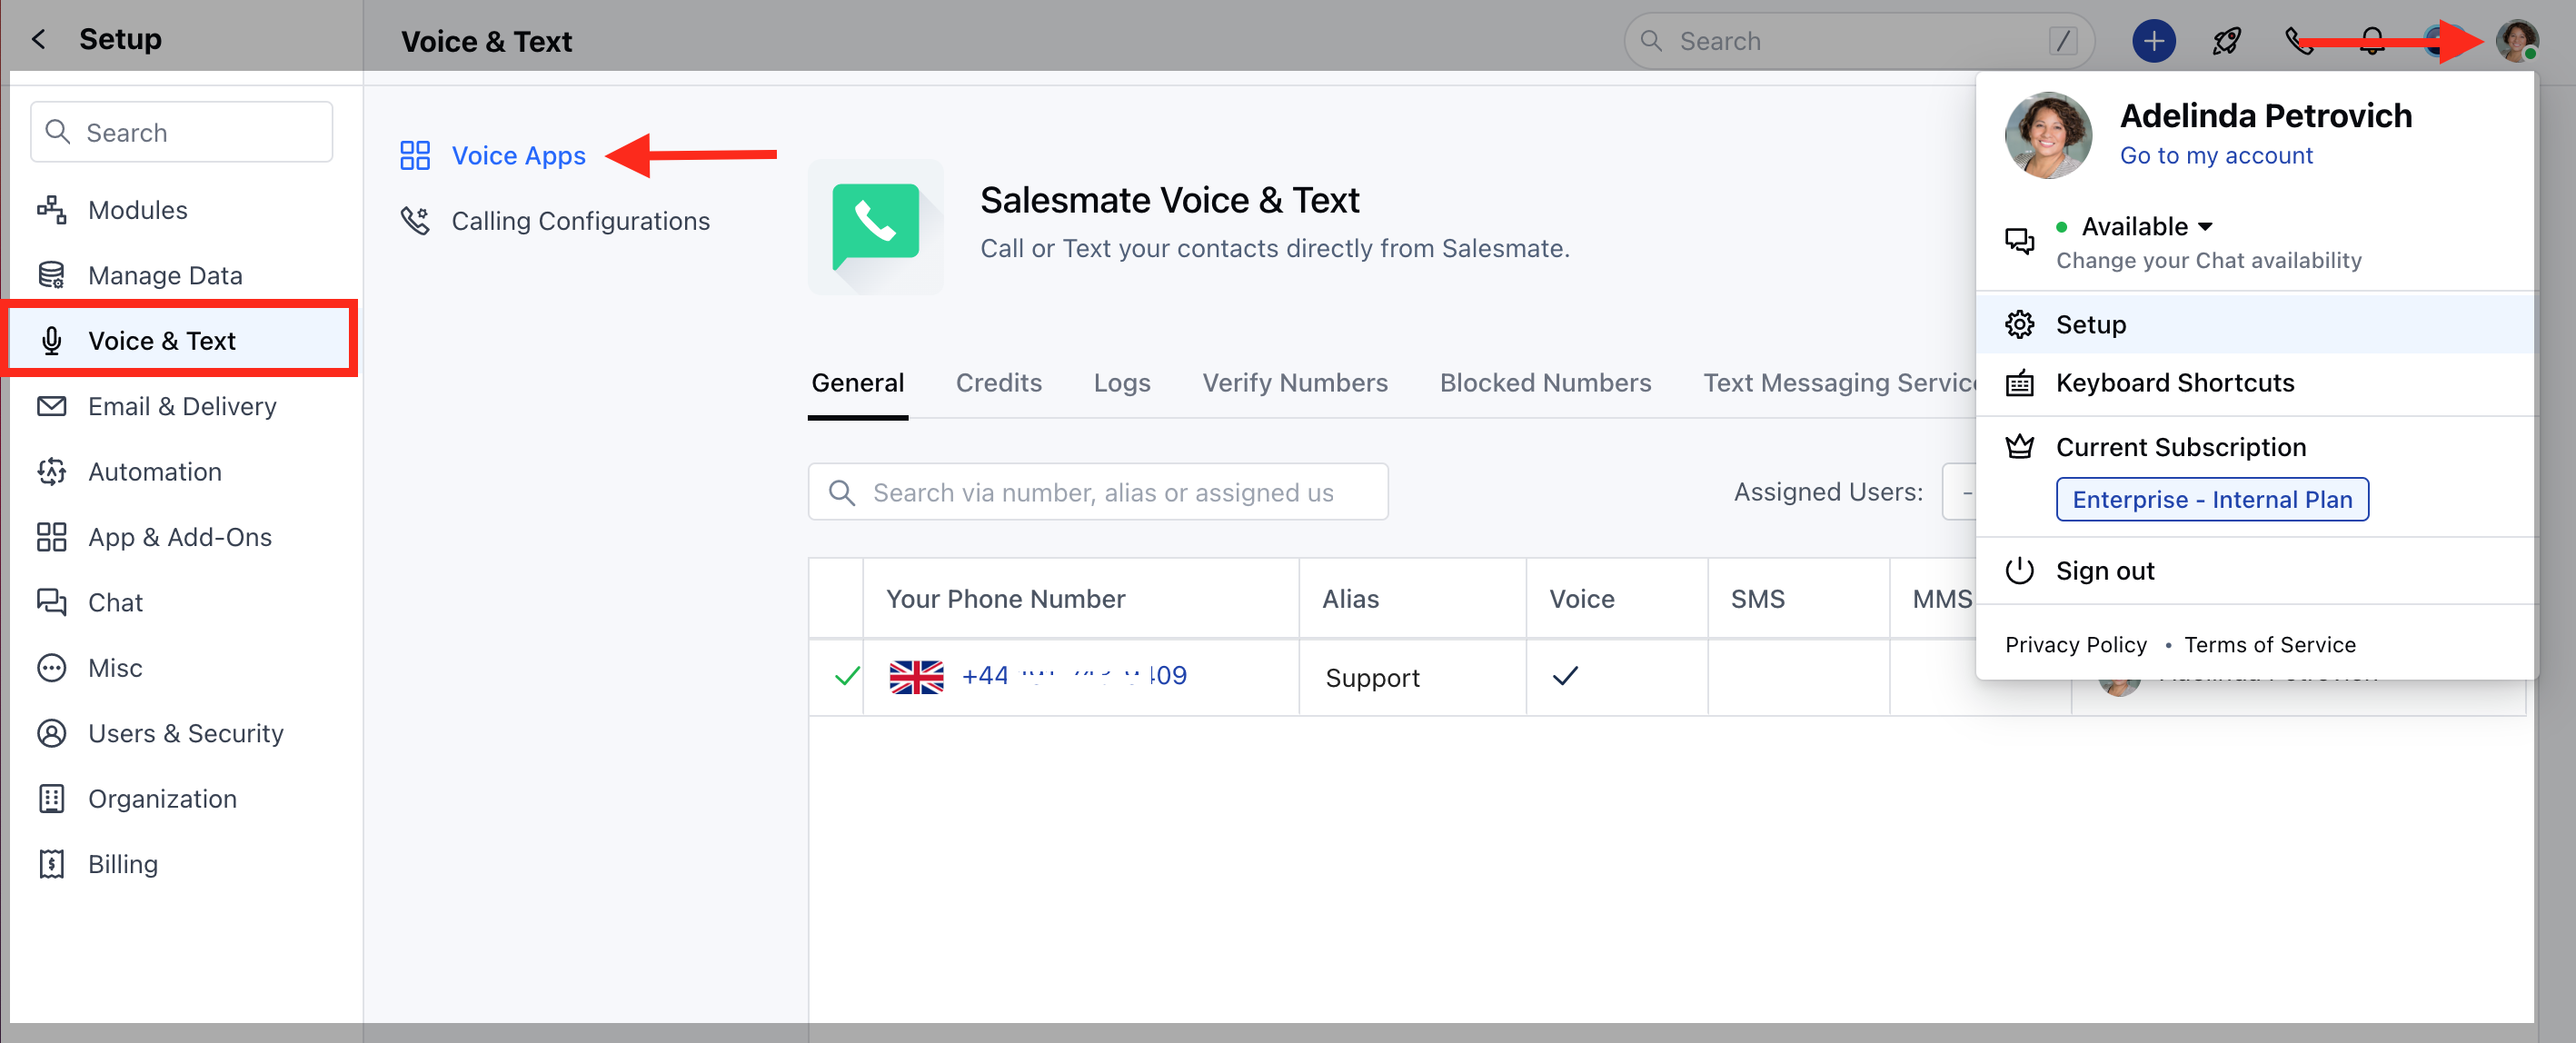 Setup
Voice & Text
Search
/
Search
Modules
Manage Data
Voice & Text
Email & Delivery
Automation
App & Add-Ons
Chat
Misc
Users & Security
Organization
Billing
Voice Apps
Calling Configurations
Salesmate Voice & Text
Call or Text your contacts directly from Salesmate.
General
Credits
Logs
Verify Numbers
Blocked Numbers
Text Messaging
Search via number, alias or assigned us
Assigned Users:
-
Your Phone Number
Alias
Voice
SMS
MMS
+44
409
Support
Adelinda Petrovich
Go to my account
Available
Change your Chat availability
Setup
Keyboard Shortcuts
Current Subscription
Enterprise - Internal Plan
Sign out
Privacy Policy • Terms of Service